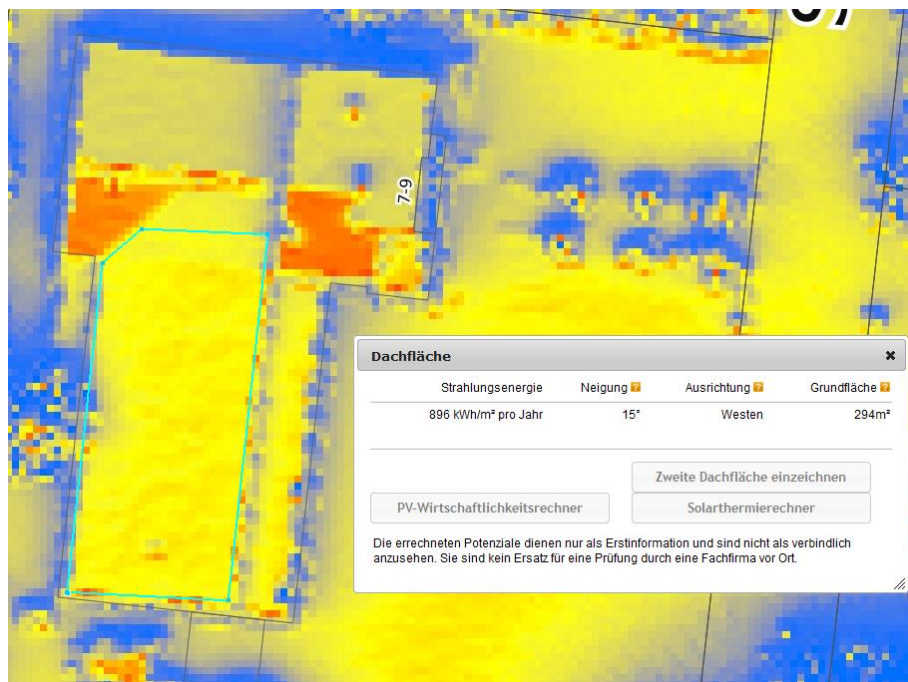 7-9
Dachfläche
Strahlungsenergie Neigung Ausrichtung Grundfläche
896 kWh/m² pro Jahr 15° Westen 294m²
Zweite Dachfläche einzeichnen
PV-Wirtschaftlichkeitsrechner Solarthermierechner
Die errechneten Potenziale dienen nur als Erstinformation und sind nicht als verbindlich
anzusehen. Sie sind kein Ersatz für eine Prüfung durch eine Fachfirma vor Ort.